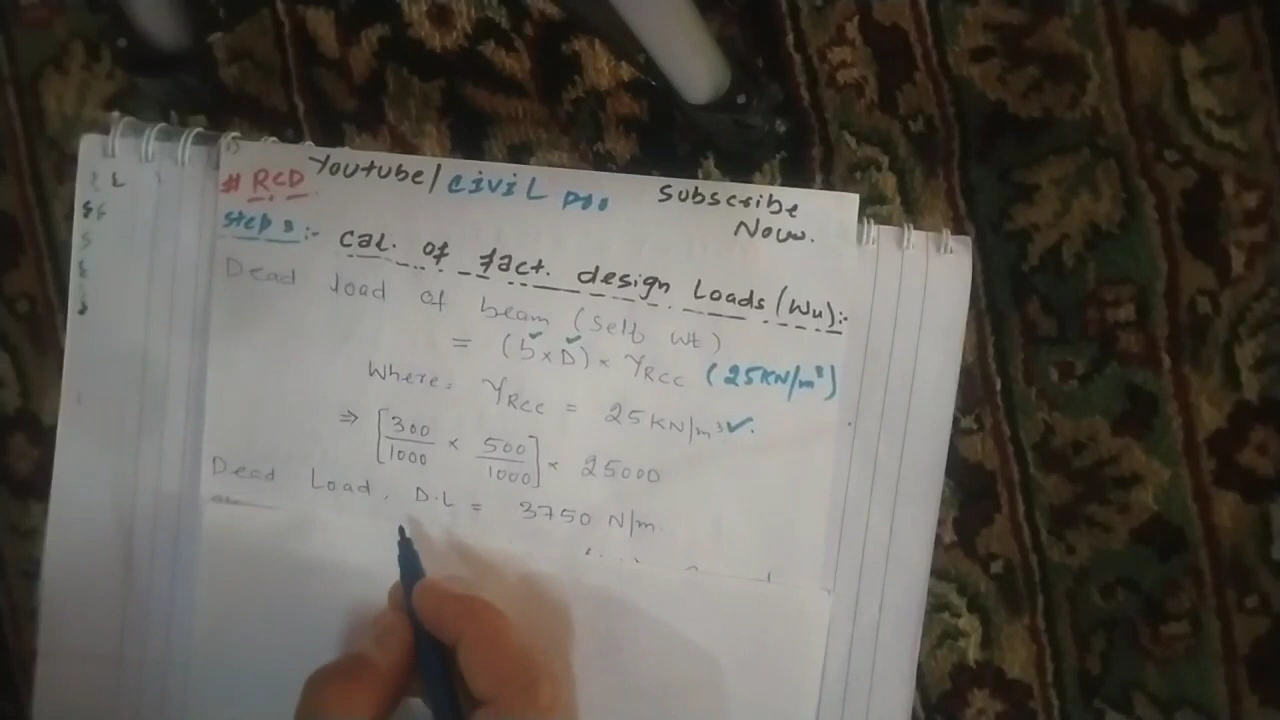 # RCD Youtube/civil pro Subscribe Now.
Step 3:- cal. of fact. design Loads (Wu):-
Dead load of beam (Self wt)
= (b × D) × γRCC (25KN/m³)
Where, γRCC = 25KN/m³ ✓.
⇒ [300/1000 × 500/1000] × 25000
Dead Load, D.L = 3750 N/m.